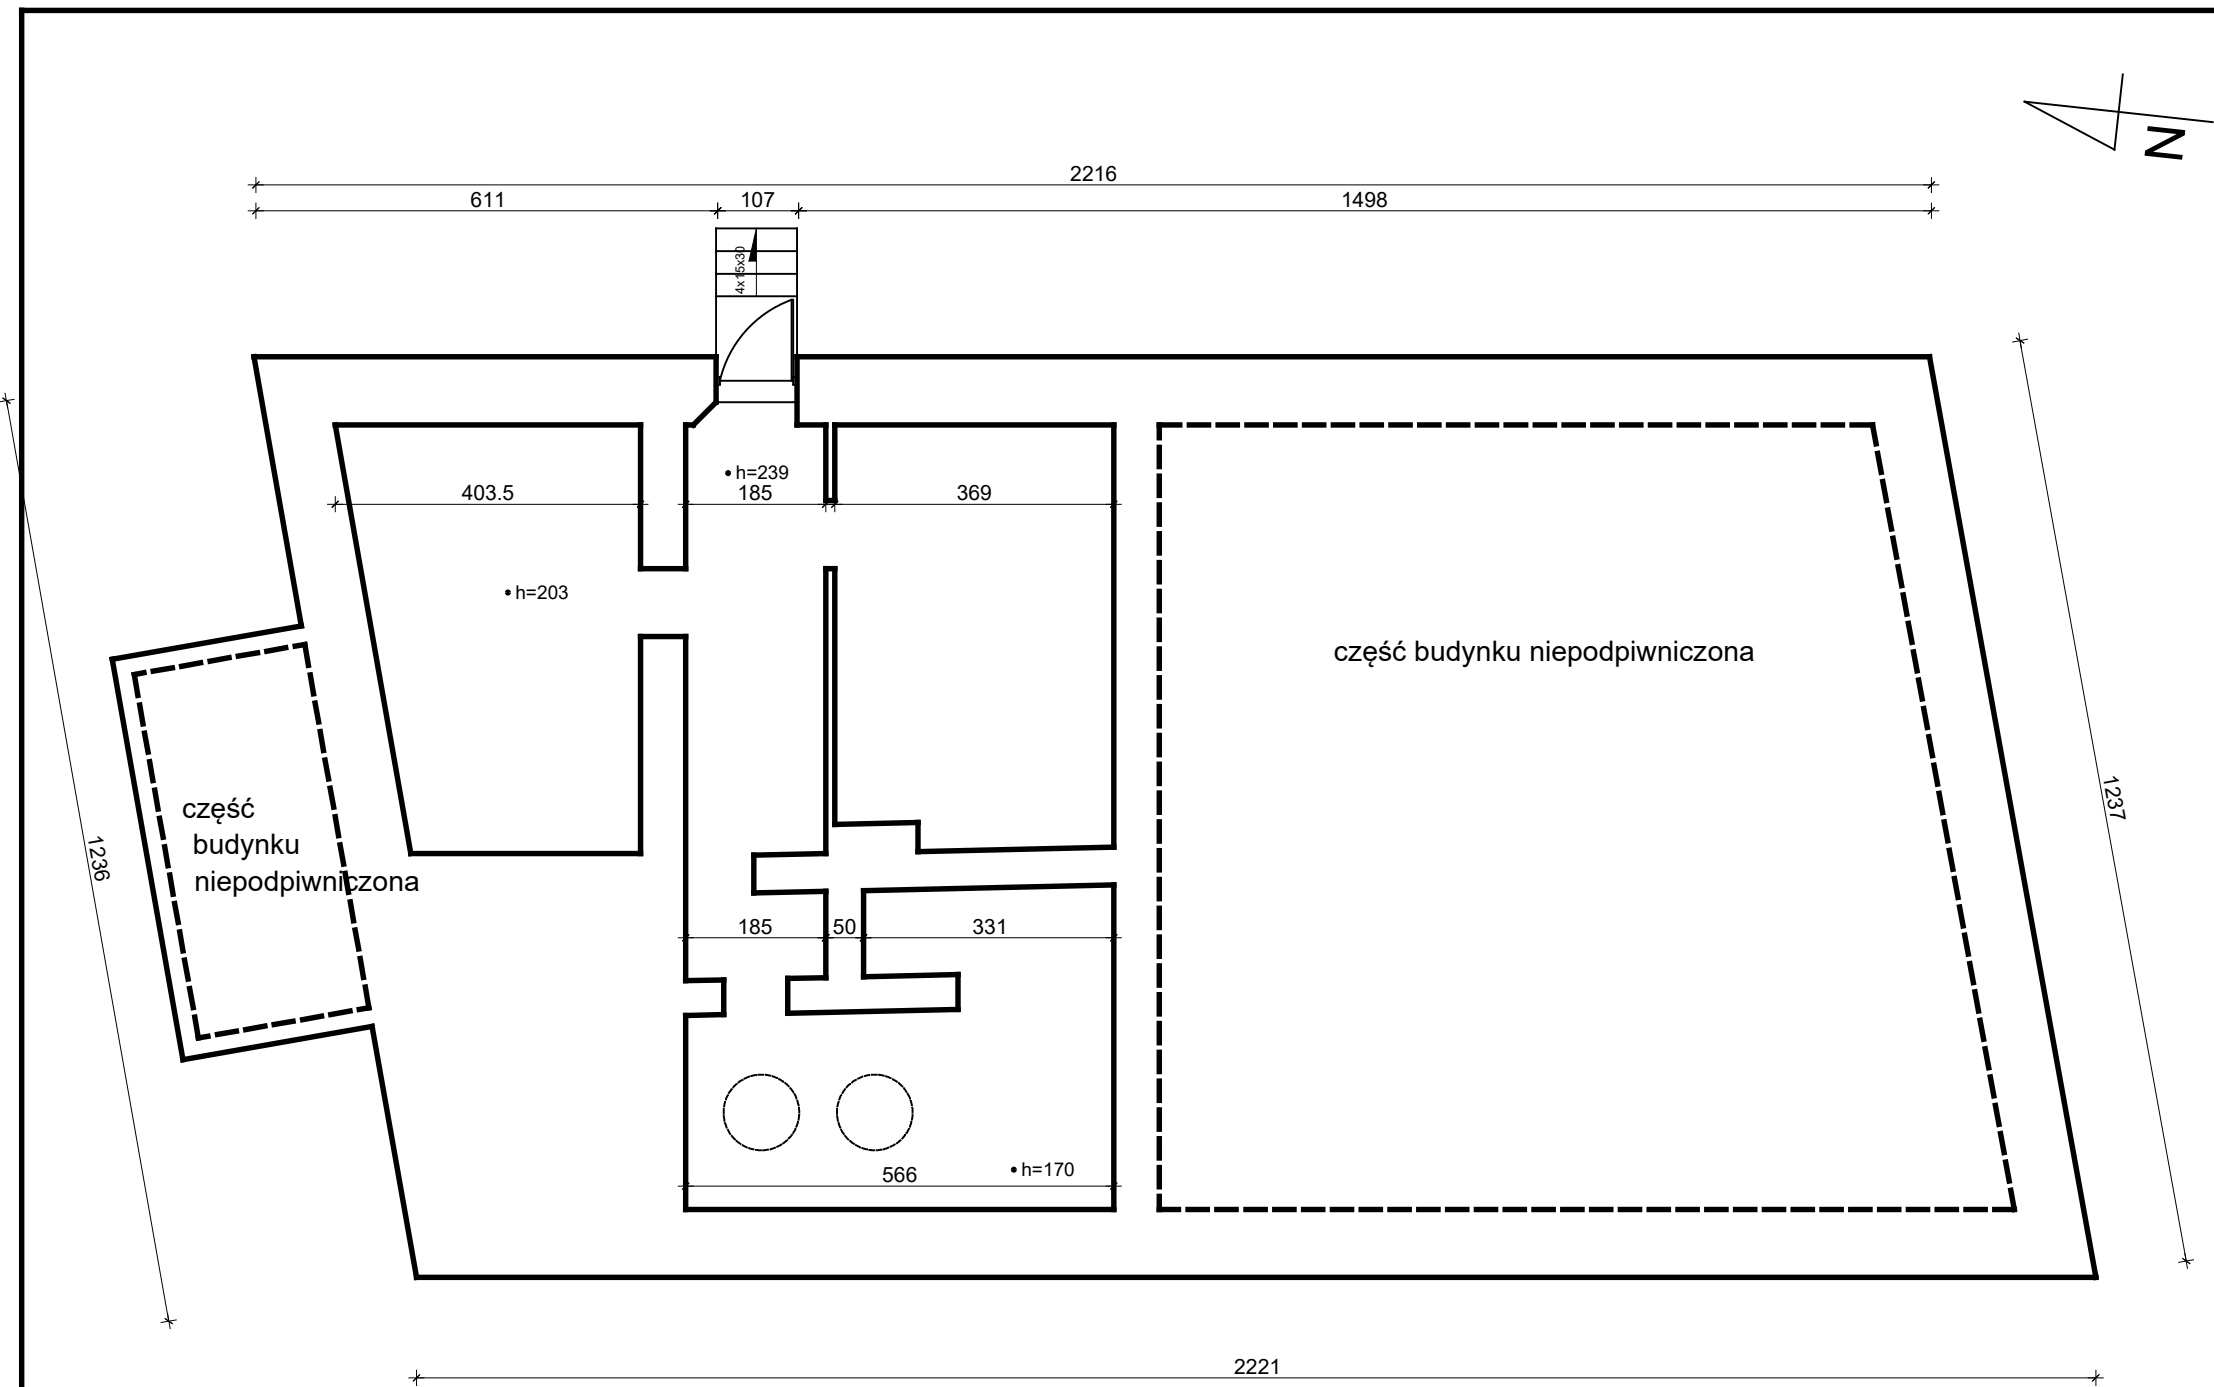 N
2216
611
107
1498
4x15x30
h=239
403.5
185
369
h=203
część budynku niepodpiwniczona
1237
część
budynku
niepodpiwniczona
1236
185
50
331
h=170
566
2221